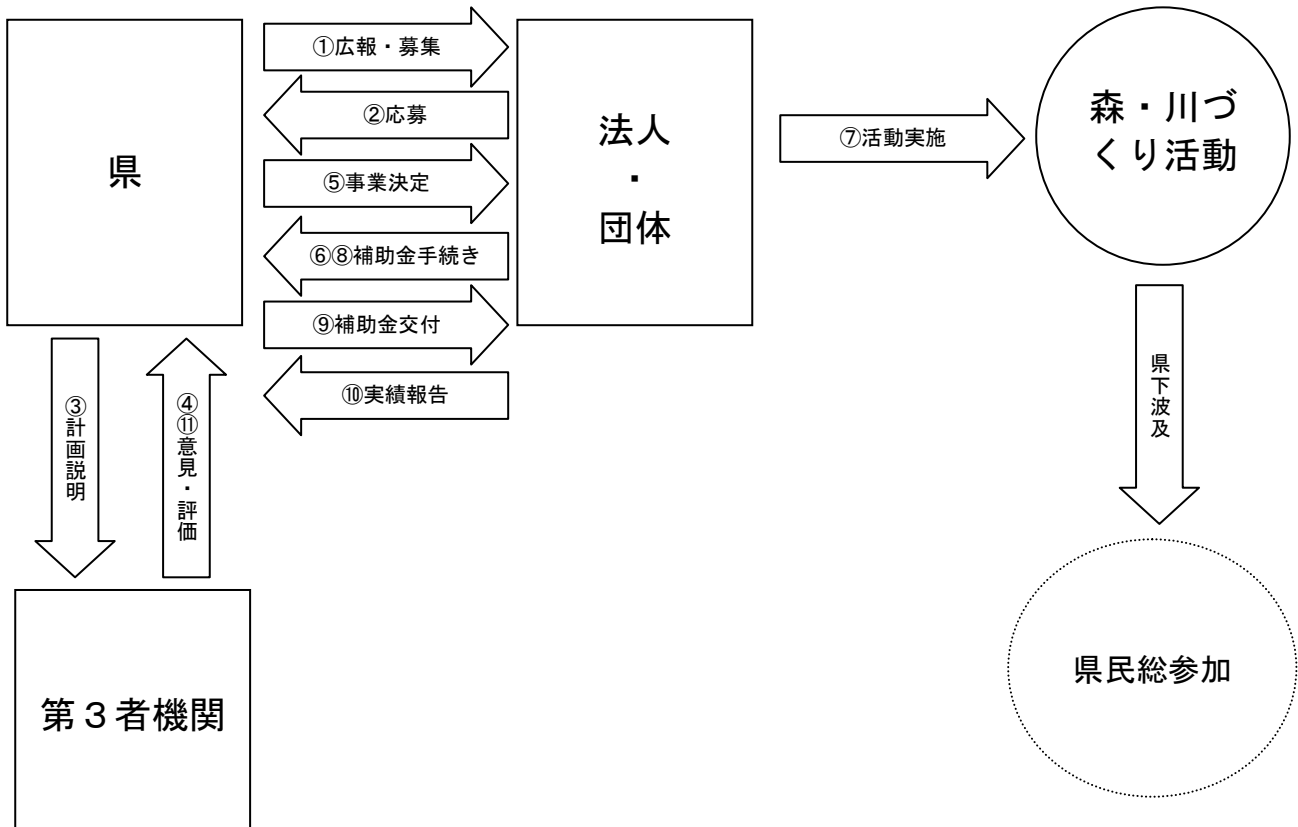 県
①広報・募集
②応募
⑤事業決定
⑥⑧補助金手続き
⑨補助金交付
⑩実績報告
法人
・
団体
⑦活動実施
森・川づ
くり活動
③計画説明
④⑪意見・評価
県下波及
第３者機関
県民総参加